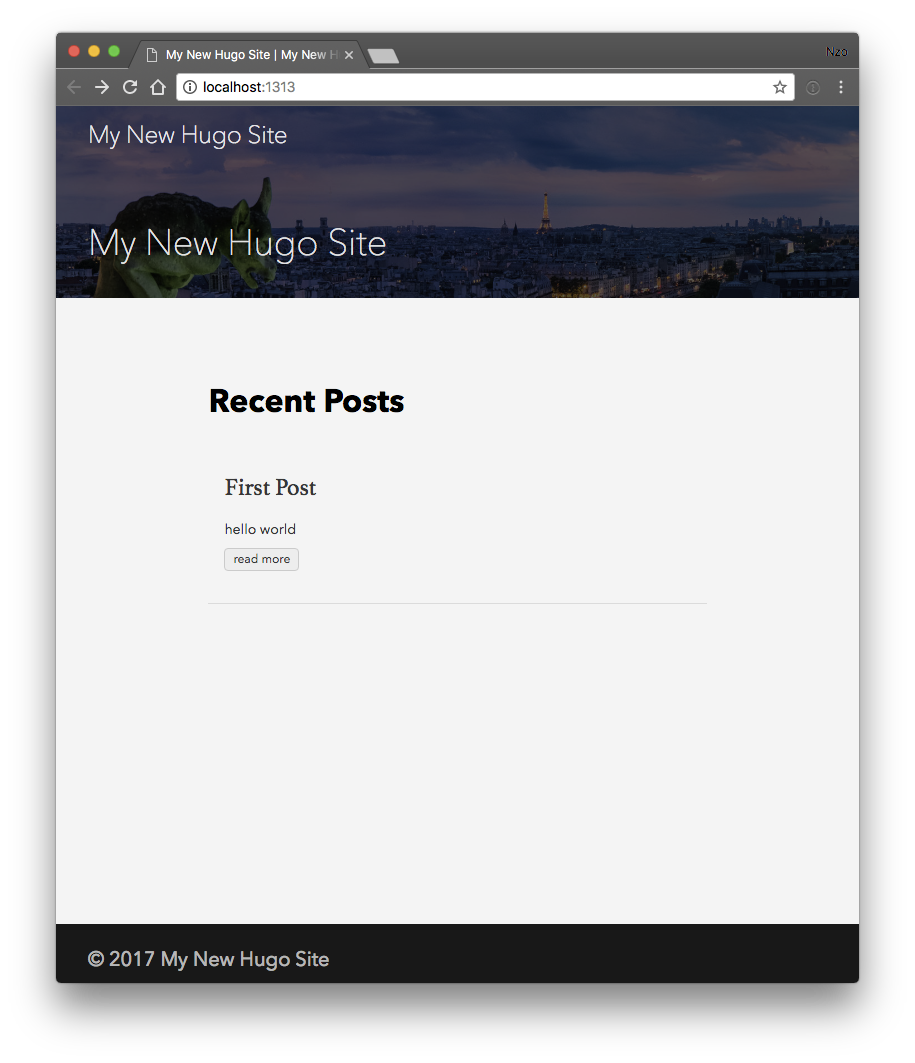 My New Hugo Site | My New H
Nzo
localhost:1313
My New Hugo Site
My New Hugo Site
Recent Posts
First Post
hello world
read more
© 2017 My New Hugo Site